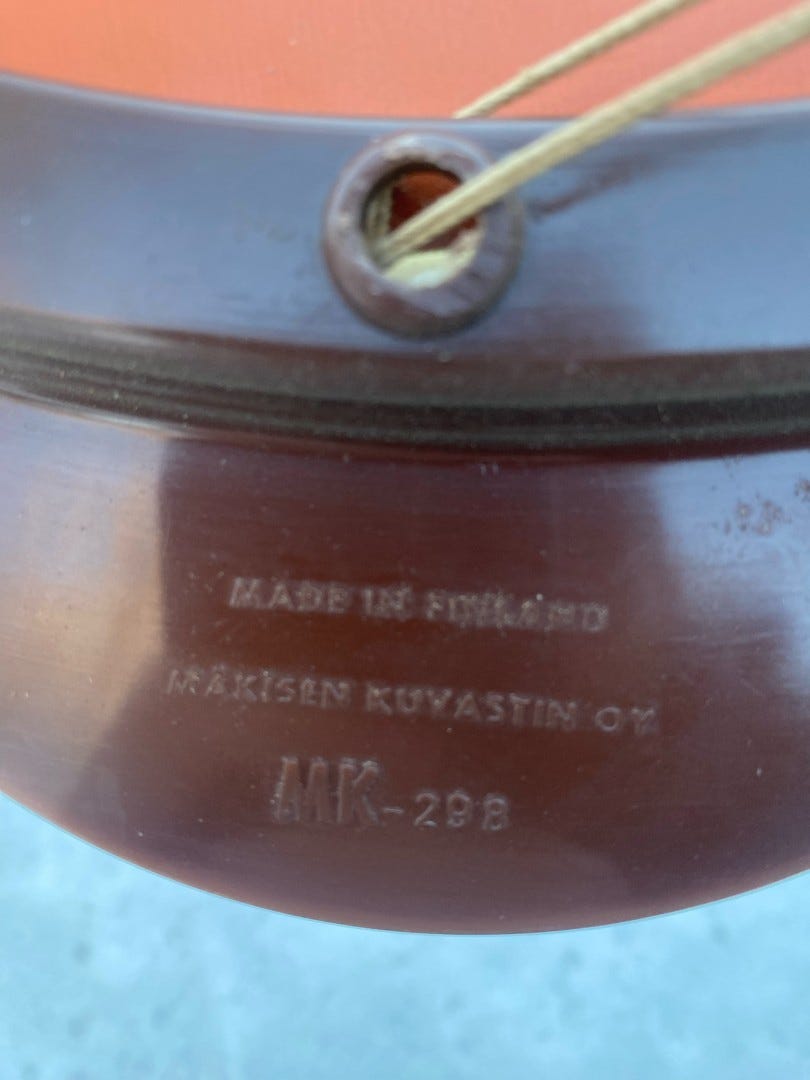 MADE IN FINLAND
MÄKISEN KUVASTIN OY
MK-298